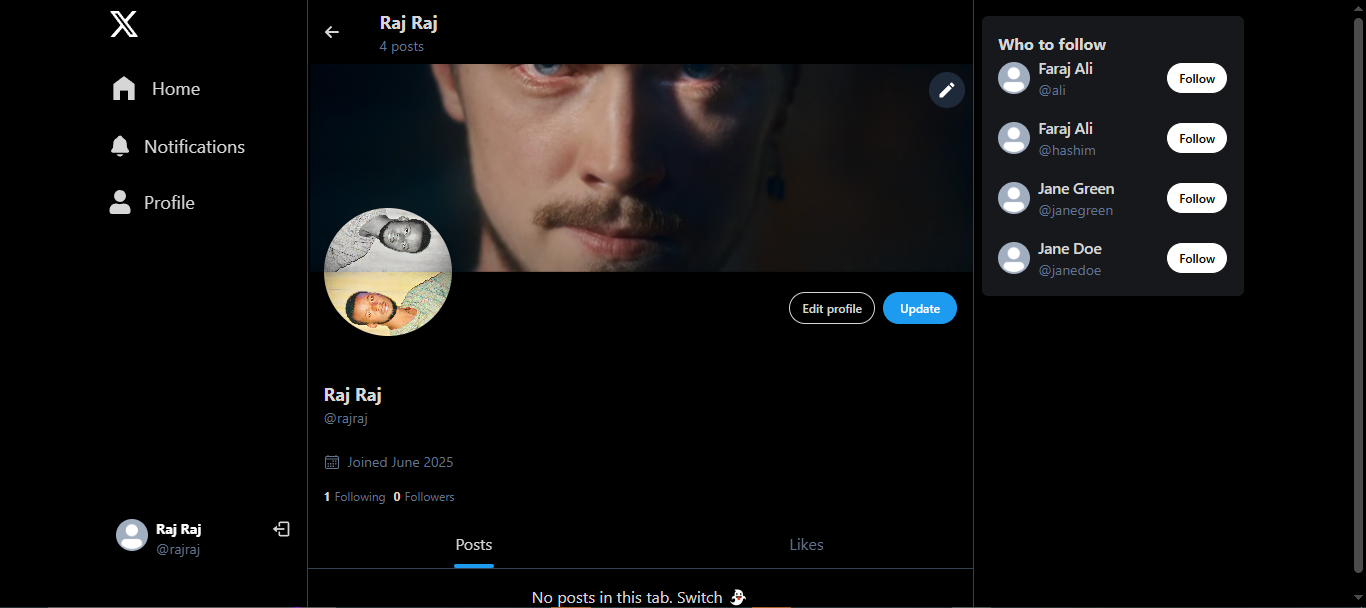 Home
Notifications
Profile
Raj Raj
@rajraj
Raj Raj
4 posts
Edit profile
Update
Raj Raj
@rajraj
Joined June 2025
1 Following 0 Followers
Posts
Likes
No posts in this tab. Switch 👻
Who to follow
Faraj Ali
@ali
Follow
Faraj Ali
@hashim
Follow
Jane Green
@janegreen
Follow
Jane Doe
@janedoe
Follow